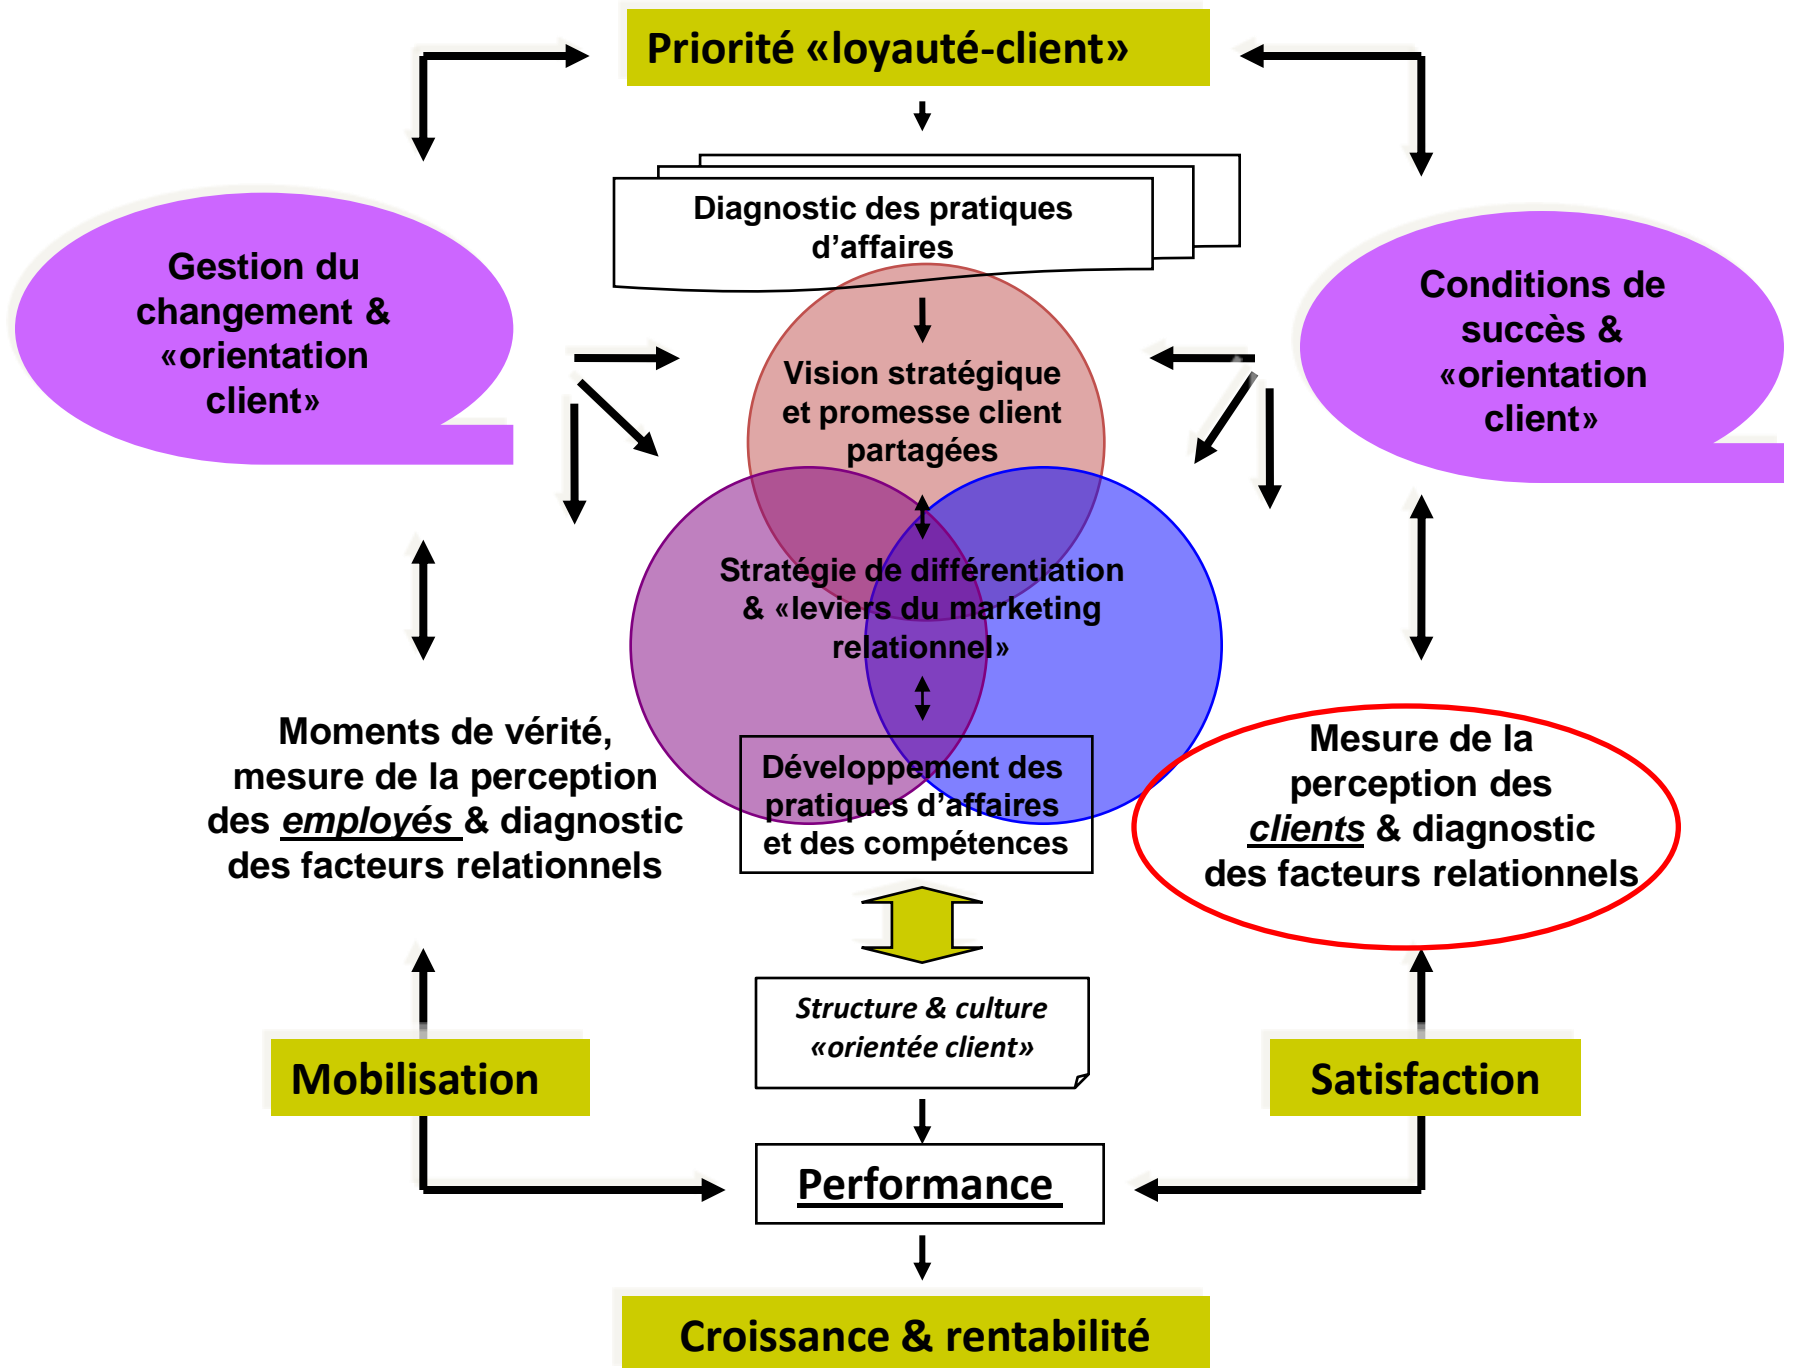 Priorité «loyauté-client»
Diagnostic des pratiques
d’affaires
Gestion du
changement &
«orientation
client»
Conditions de
succès &
«orientation
client»
Vision stratégique
et promesse client
partagées
Stratégie de différentiation
& «leviers du marketing
relationnel»
Moments de vérité,
mesure de la perception
des employés & diagnostic
des facteurs relationnels
Développement des
pratiques d’affaires
et des compétences
Mesure de la
perception des
clients & diagnostic
des facteurs relationnels
Structure & culture
«orientée client»
Mobilisation
Satisfaction
Performance
Croissance & rentabilité